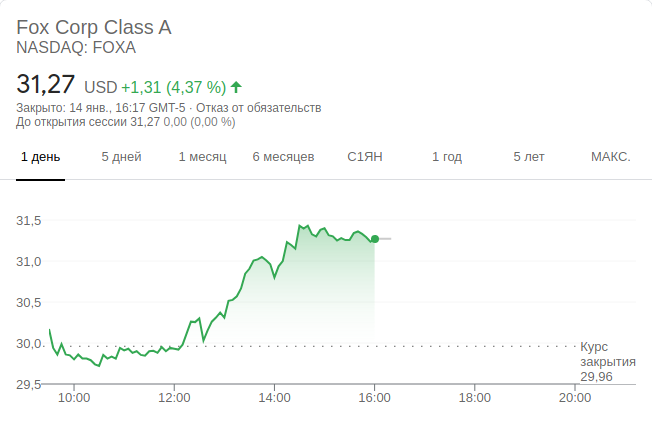 Fox Corp Class A
NASDAQ: FOXA
31,27 USD +1,31 (4,37 %)
Закрыто: 14 янв., 16:17 GMT-5 · Отказ от обязательств
До открытия сессии 31,27 0,00 (0,00 %)
1 день 5 дней 1 месяц 6 месяцев С1ЯН 1 год 5 лет МАКС.
31,5
31,0
30,5
30,0
Курс
закрытия
29,96
29,5
10:00 12:00 14:00 16:00 18:00 20:00